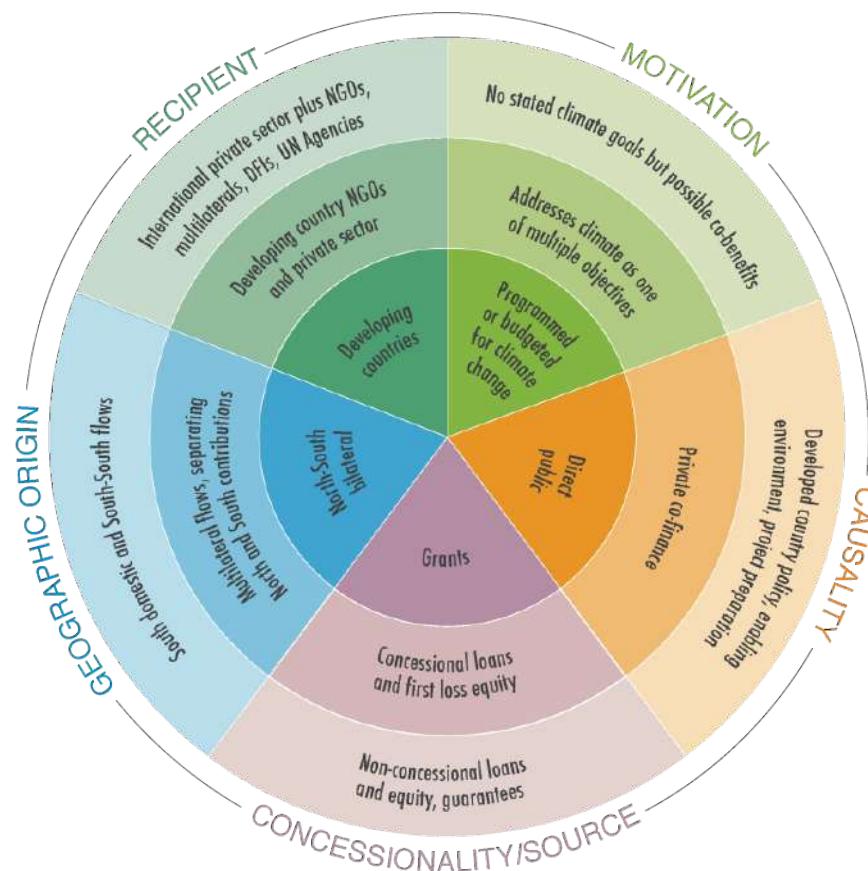 RECIPIENT
International private sector plus NGOs,
multilaterals, DFIs, UN Agencies
Developing country NGOs
and private sector
Developing
countries
MOTIVATION
No stated climate goals but possible co-benefits
Addresses climate as one
of multiple objectives
Programmed
or budgeted
for climate
change
CAUSALITY
Developed country policy, enabling
environment, project preparation
Private co-finance
Direct
public
CONCESSIONALITY/SOURCE
Grants
Concessional loans
and first loss equity
Non-concessional loans
and equity, guarantees
GEOGRAPHIC ORIGIN
South domestic and South-South flows
Multilateral flows, separating
North and South contributions
North-South
bilateral